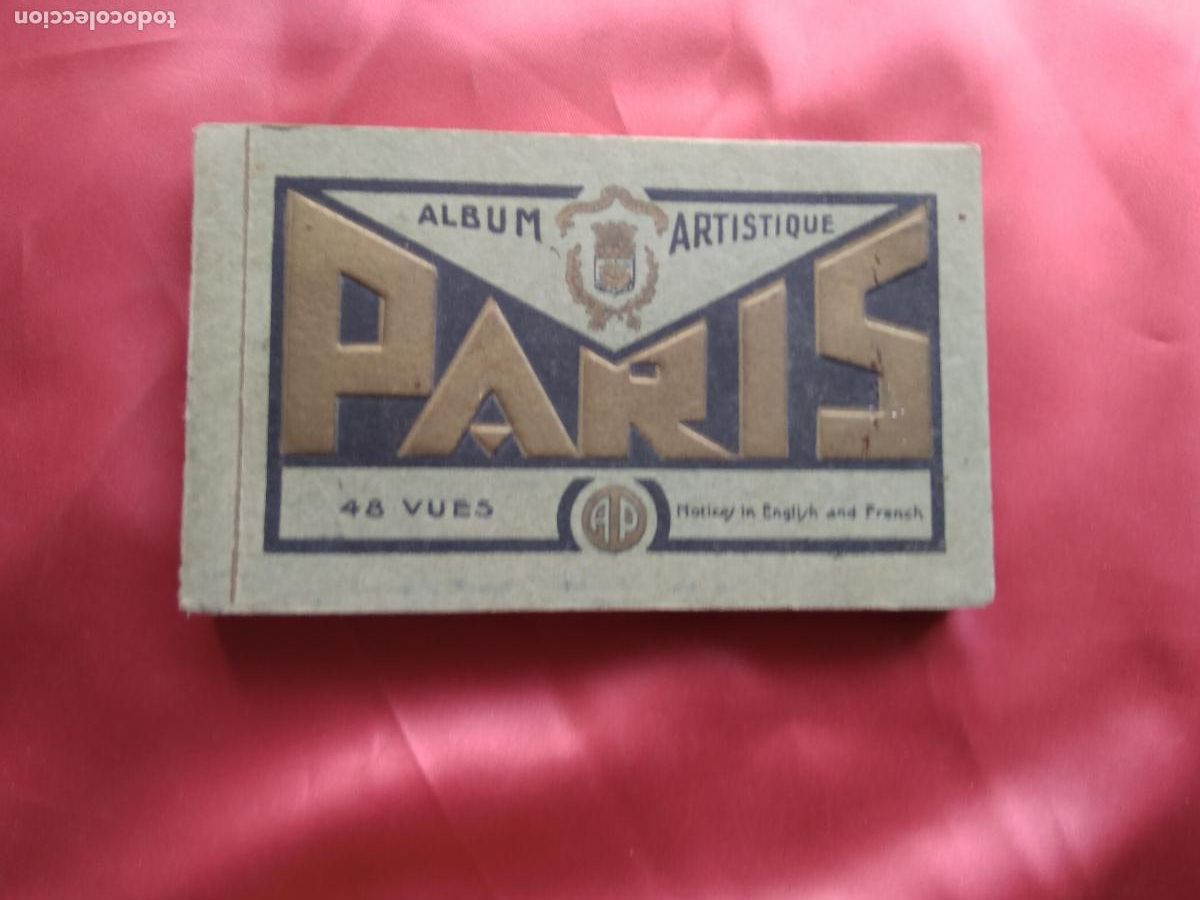 todocoleccion
ALBUM ARTISTIQUE
PARIS
48 VUES
AP
Notices in English and French